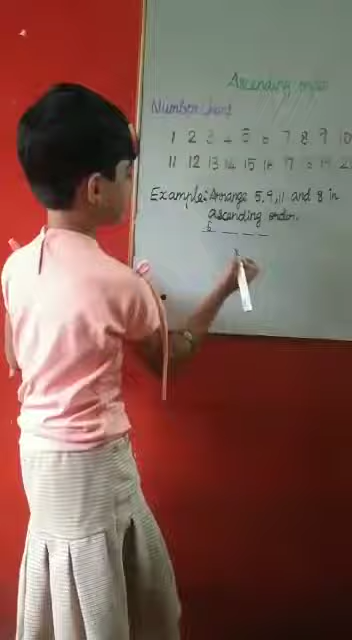 Ascending order
Number chart
1 2 3 4 5 6 7 8 9 10
11 12 13 14 15 16 17 18 19 20
Example: Arrange 5, 9, 11 and 8 in
ascending order.
5 _ _ _